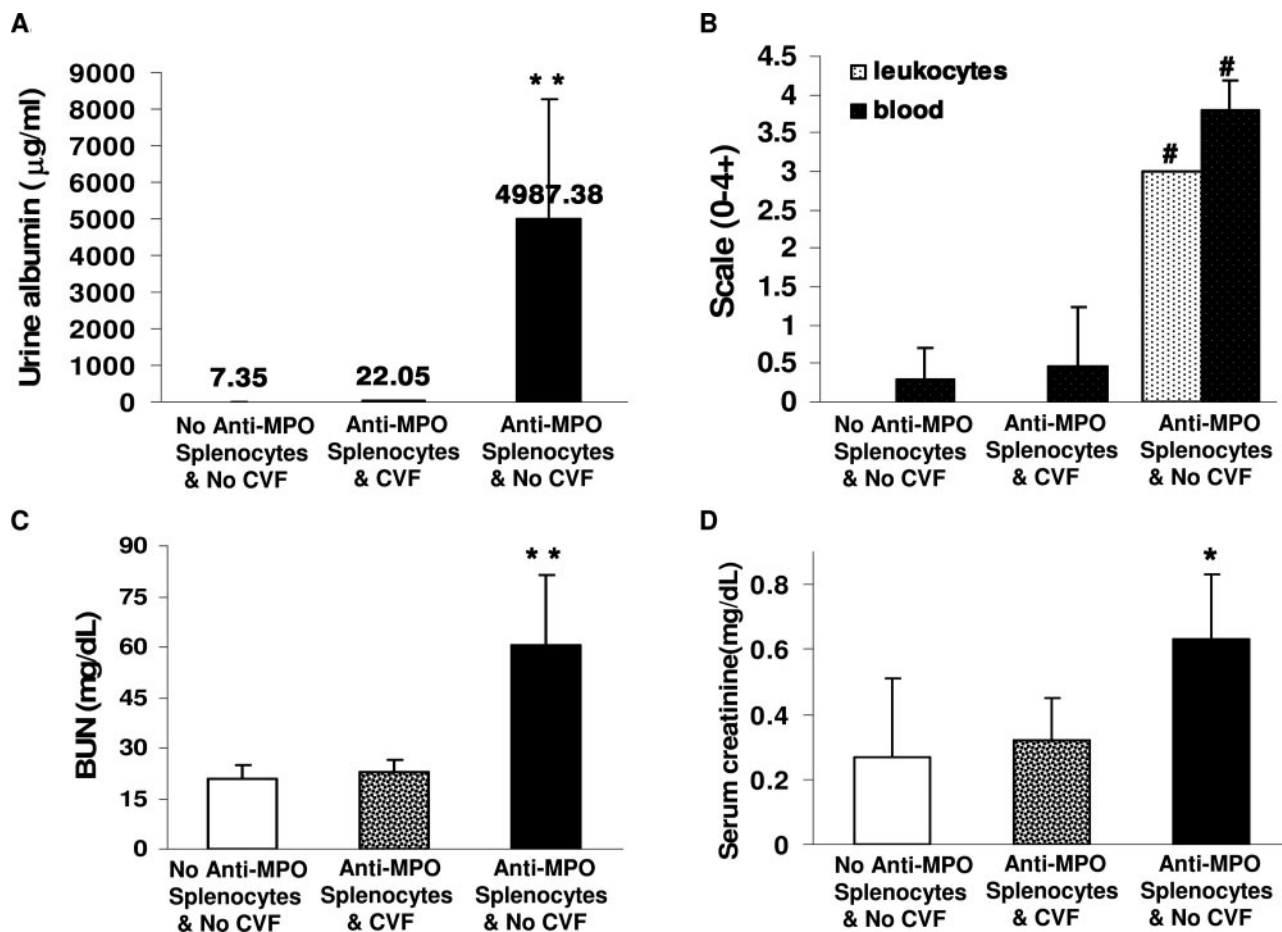 A
Urine albumin (μg/ml)
9000
8000
7000
6000
5000
4000
3000
2000
1000
0
7.35
22.05
4987.38
* *
No Anti-MPO
Splenocytes
& No CVF
Anti-MPO
Splenocytes
& CVF
Anti-MPO
Splenocytes
& No CVF
B
Scale (0-4+)
4.5
4
3.5
3
2.5
2
1.5
1
0.5
0
leukocytes
blood
#
#
No Anti-MPO
Splenocytes
& No CVF
Anti-MPO
Splenocytes
& CVF
Anti-MPO
Splenocytes
& No CVF
C
BUN (mg/dL)
90
75
60
45
30
15
0
* *
No Anti-MPO
Splenocytes
& No CVF
Anti-MPO
Splenocytes
& CVF
Anti-MPO
Splenocytes
& No CVF
D
Serum creatinine(mg/dL)
0.8
0.6
0.4
0.2
0
*
No Anti-MPO
Splenocytes
& No CVF
Anti-MPO
Splenocytes
& CVF
Anti-MPO
Splenocytes
& No CVF